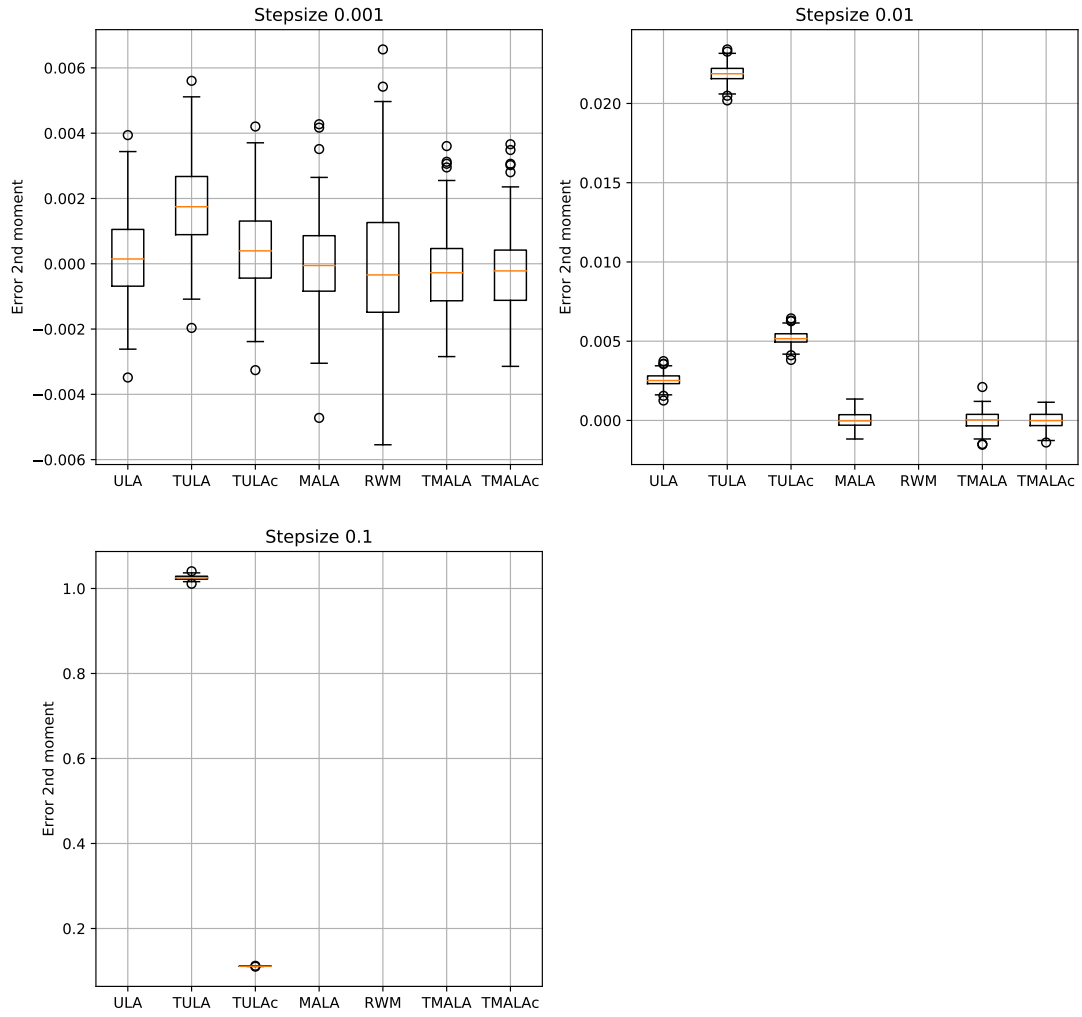 Stepsize 0.001
Error 2nd moment
0.006
0.004
0.002
0.000
−0.002
−0.004
−0.006
ULA TULA TULAc MALA RWM TMALA TMALAc
Stepsize 0.01
Error 2nd moment
0.020
0.015
0.010
0.005
0.000
ULA TULA TULAc MALA RWM TMALA TMALAc
Stepsize 0.1
Error 2nd moment
1.0
0.8
0.6
0.4
0.2
ULA TULA TULAc MALA RWM TMALA TMALAc